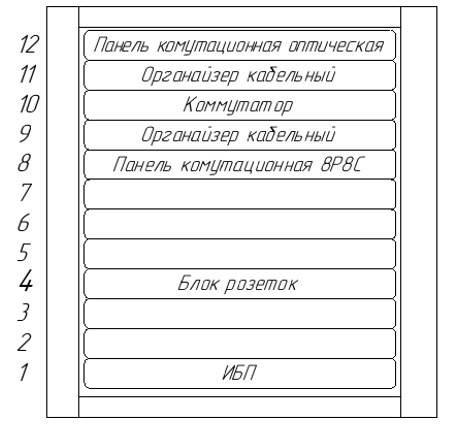 12 Панель комутационная оптическая
11 Органайзер кабельный
10 Коммутатор
9 Органайзер кабельный
8 Панель комутационная 8P8C
7
6
5
4 Блок розеток
3
2
1 ИБП